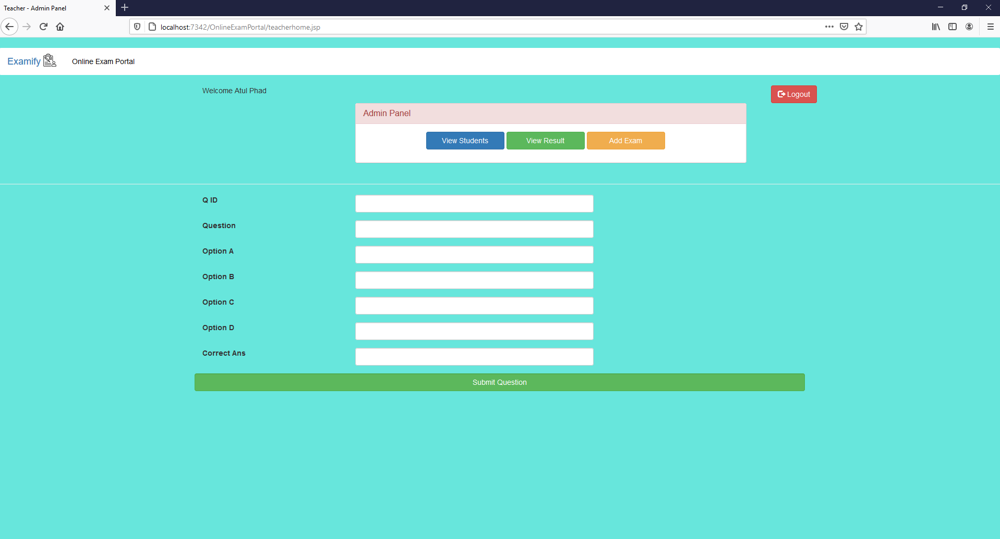 Teacher - Admin Panel
localhost:7342/OnlineExamPortal/teacherhome.jsp
Examify Online Exam Portal
Welcome Atul Phad
Logout
Admin Panel
View Students View Result Add Exam
Q ID
Question
Option A
Option B
Option C
Option D
Correct Ans
Submit Question